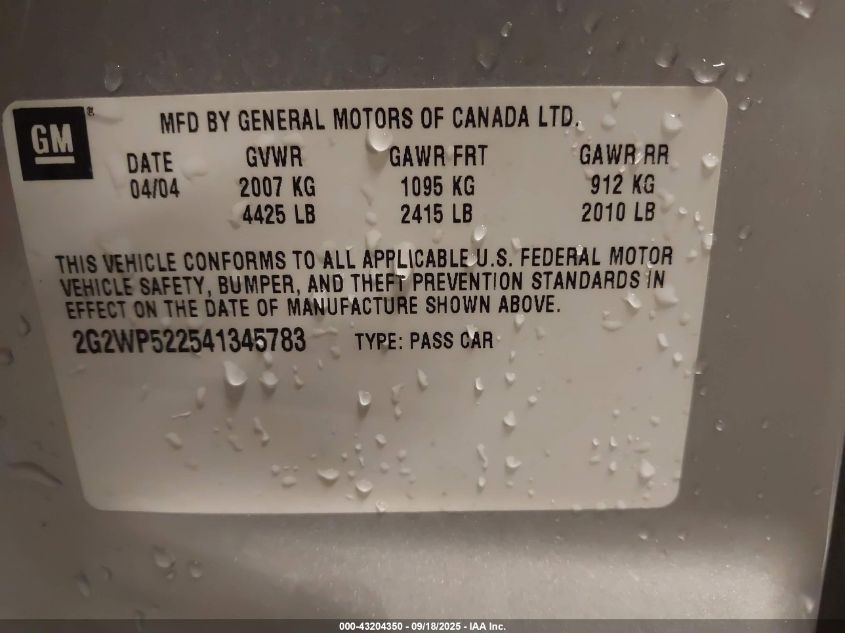 GM ®
MFD BY GENERAL MOTORS OF CANADA LTD.
DATE GVWR GAWR FRT GAWR RR
04/04 2007 KG 1095 KG 912 KG
4425 LB 2415 LB 2010 LB
THIS VEHICLE CONFORMS TO ALL APPLICABLE U.S. FEDERAL MOTOR
VEHICLE SAFETY, BUMPER, AND THEFT PREVENTION STANDARDS IN
EFFECT ON THE DATE OF MANUFACTURE SHOWN ABOVE.
2G2WP522541345783 TYPE: PASS CAR
000-43204350 - 09/18/2025 - IAA Inc.